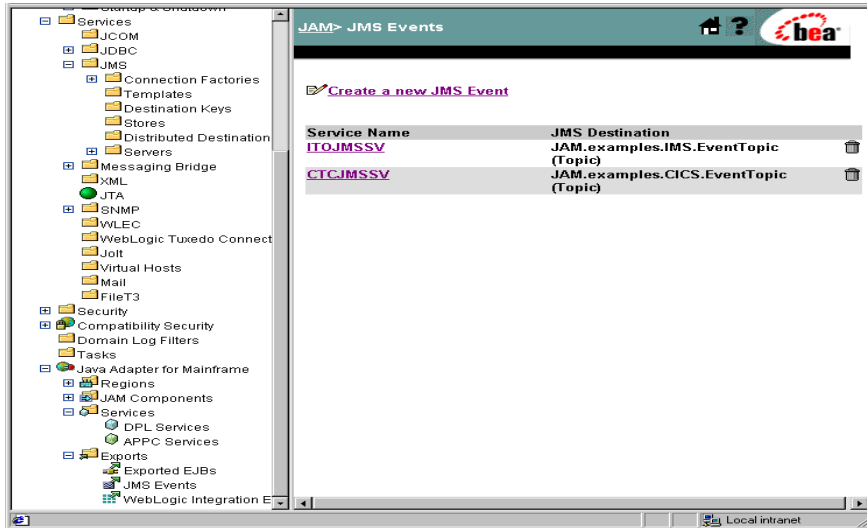 Startup & Shutdown
Services
JCOM
JDBC
JMS
Connection Factories
Templates
Destination Keys
Stores
Distributed Destination
Servers
Messaging Bridge
XML
JTA
SNMP
WLEC
WebLogic Tuxedo Connect
Jolt
Virtual Hosts
Mail
FileT3
Security
Compatibility Security
Domain Log Filters
Tasks
Java Adapter for Mainframe
Regions
JAM Components
Services
DPL Services
APPC Services
Exports
Exported EJBs
JMS Events
WebLogic Integration E
JAM> JMS Events
?
bea
Create a new JMS Event
Service Name JMS Destination
ITOJMSSV JAM.examples.IMS.EventTopic
(Topic)
CTCJMSSV JAM.examples.CICS.EventTopic
(Topic)
Local intranet